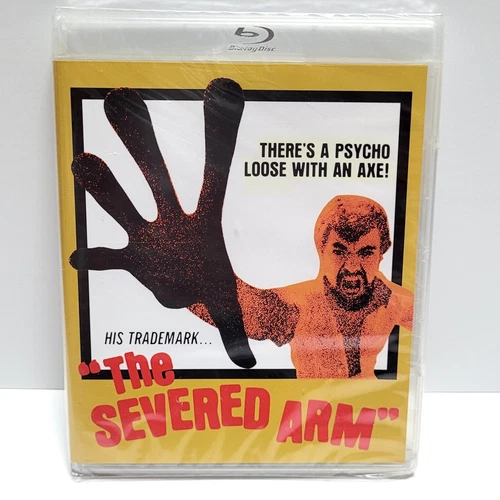 Blu-ray Disc
THERE'S A PSYCHO
LOOSE WITH AN AXE!
HIS TRADEMARK...
"The
SEVERED ARM"